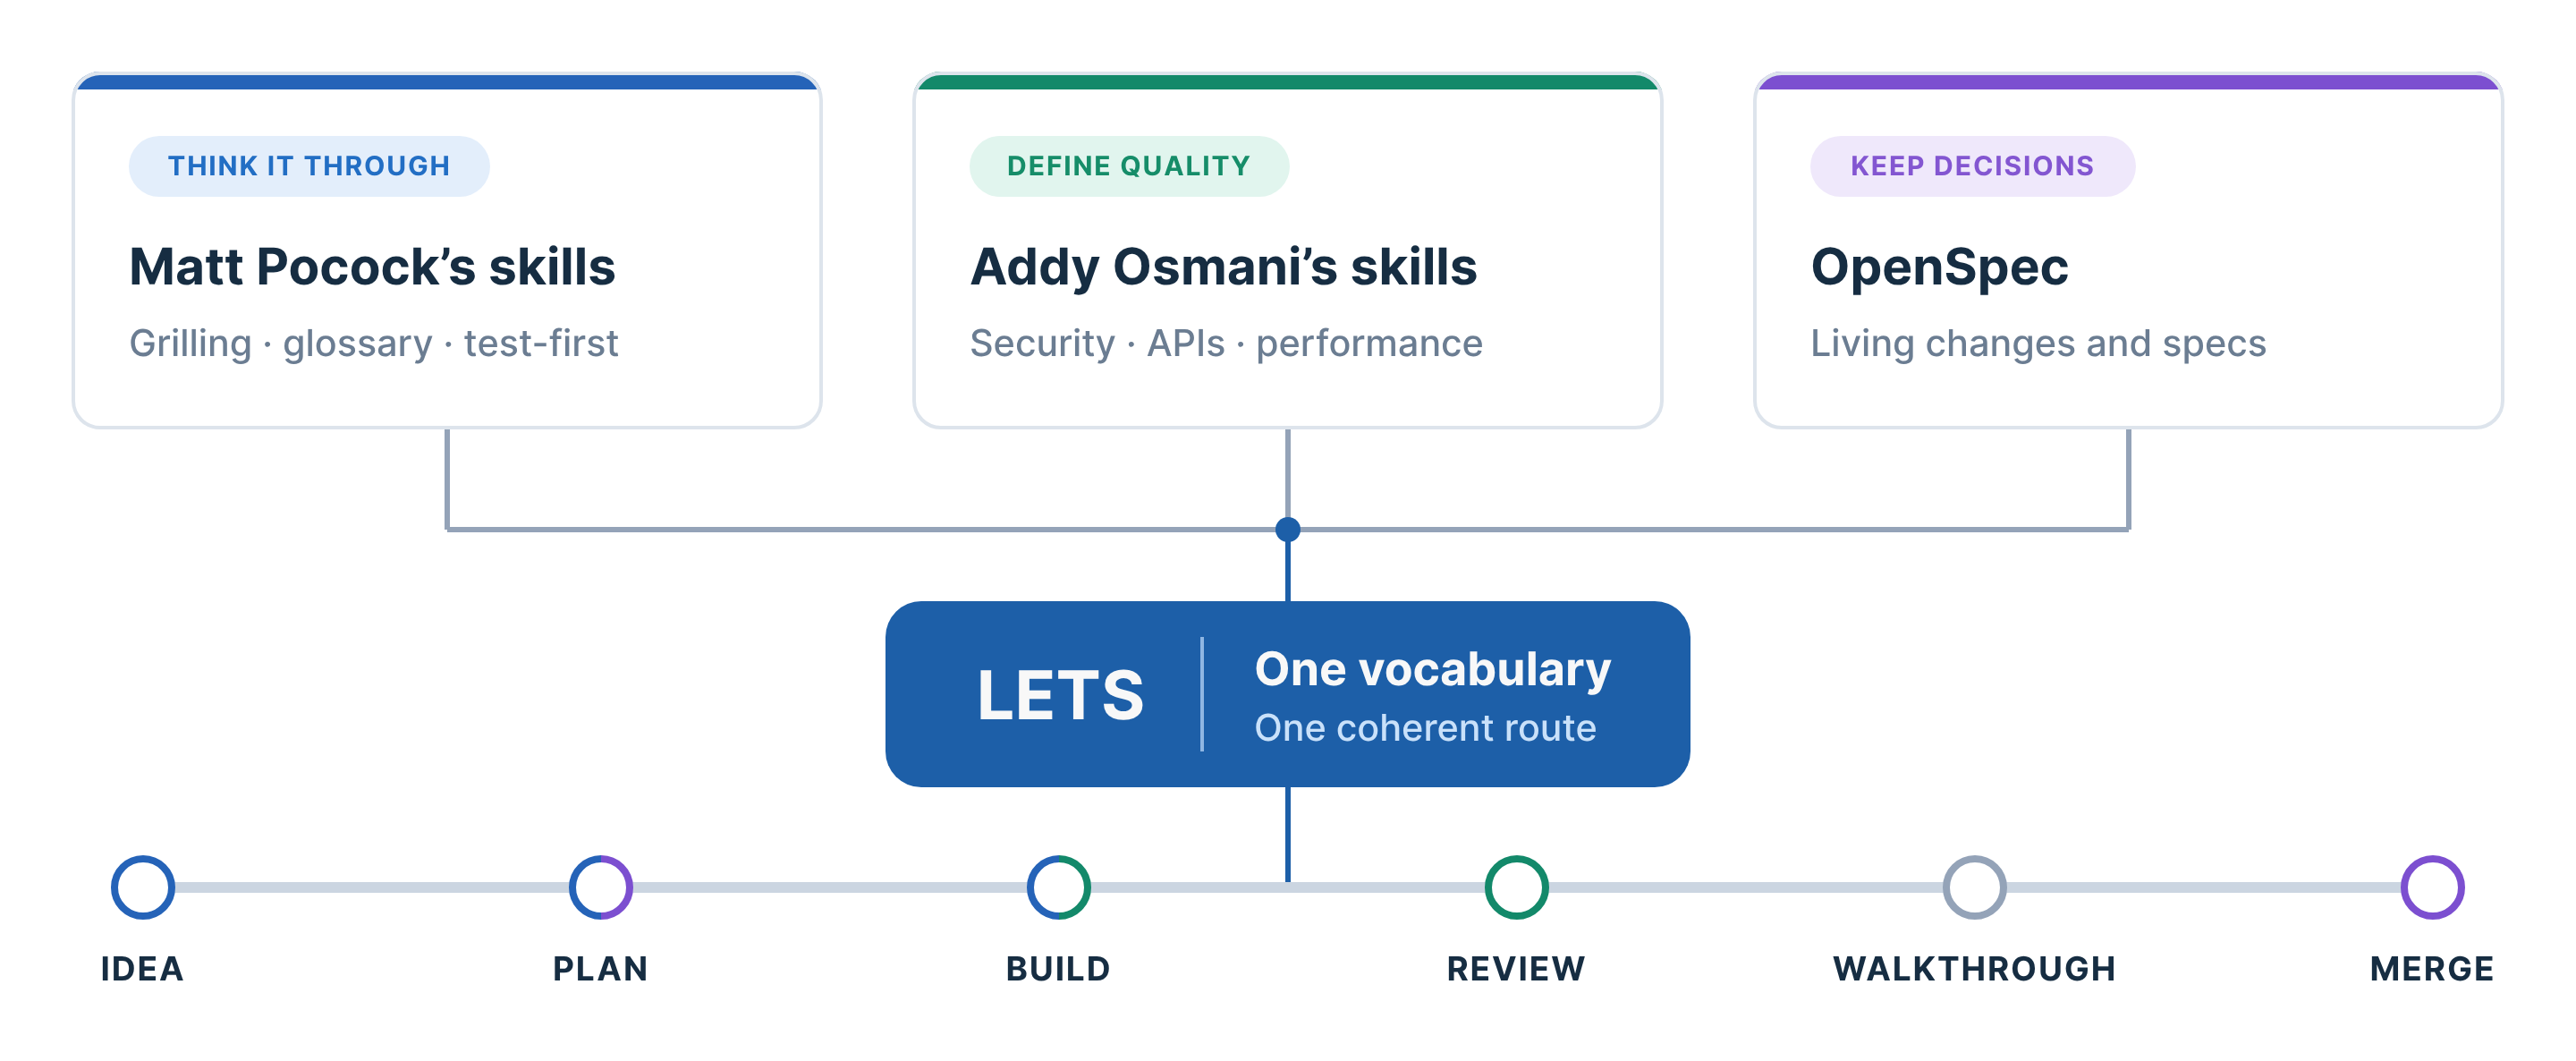 THINK IT THROUGH
Matt Pocock’s skills
Grilling · glossary · test-first
DEFINE QUALITY
Addy Osmani’s skills
Security · APIs · performance
KEEP DECISIONS
OpenSpec
Living changes and specs
LETS
One vocabulary
One coherent route
IDEA
PLAN
BUILD
REVIEW
WALKTHROUGH
MERGE